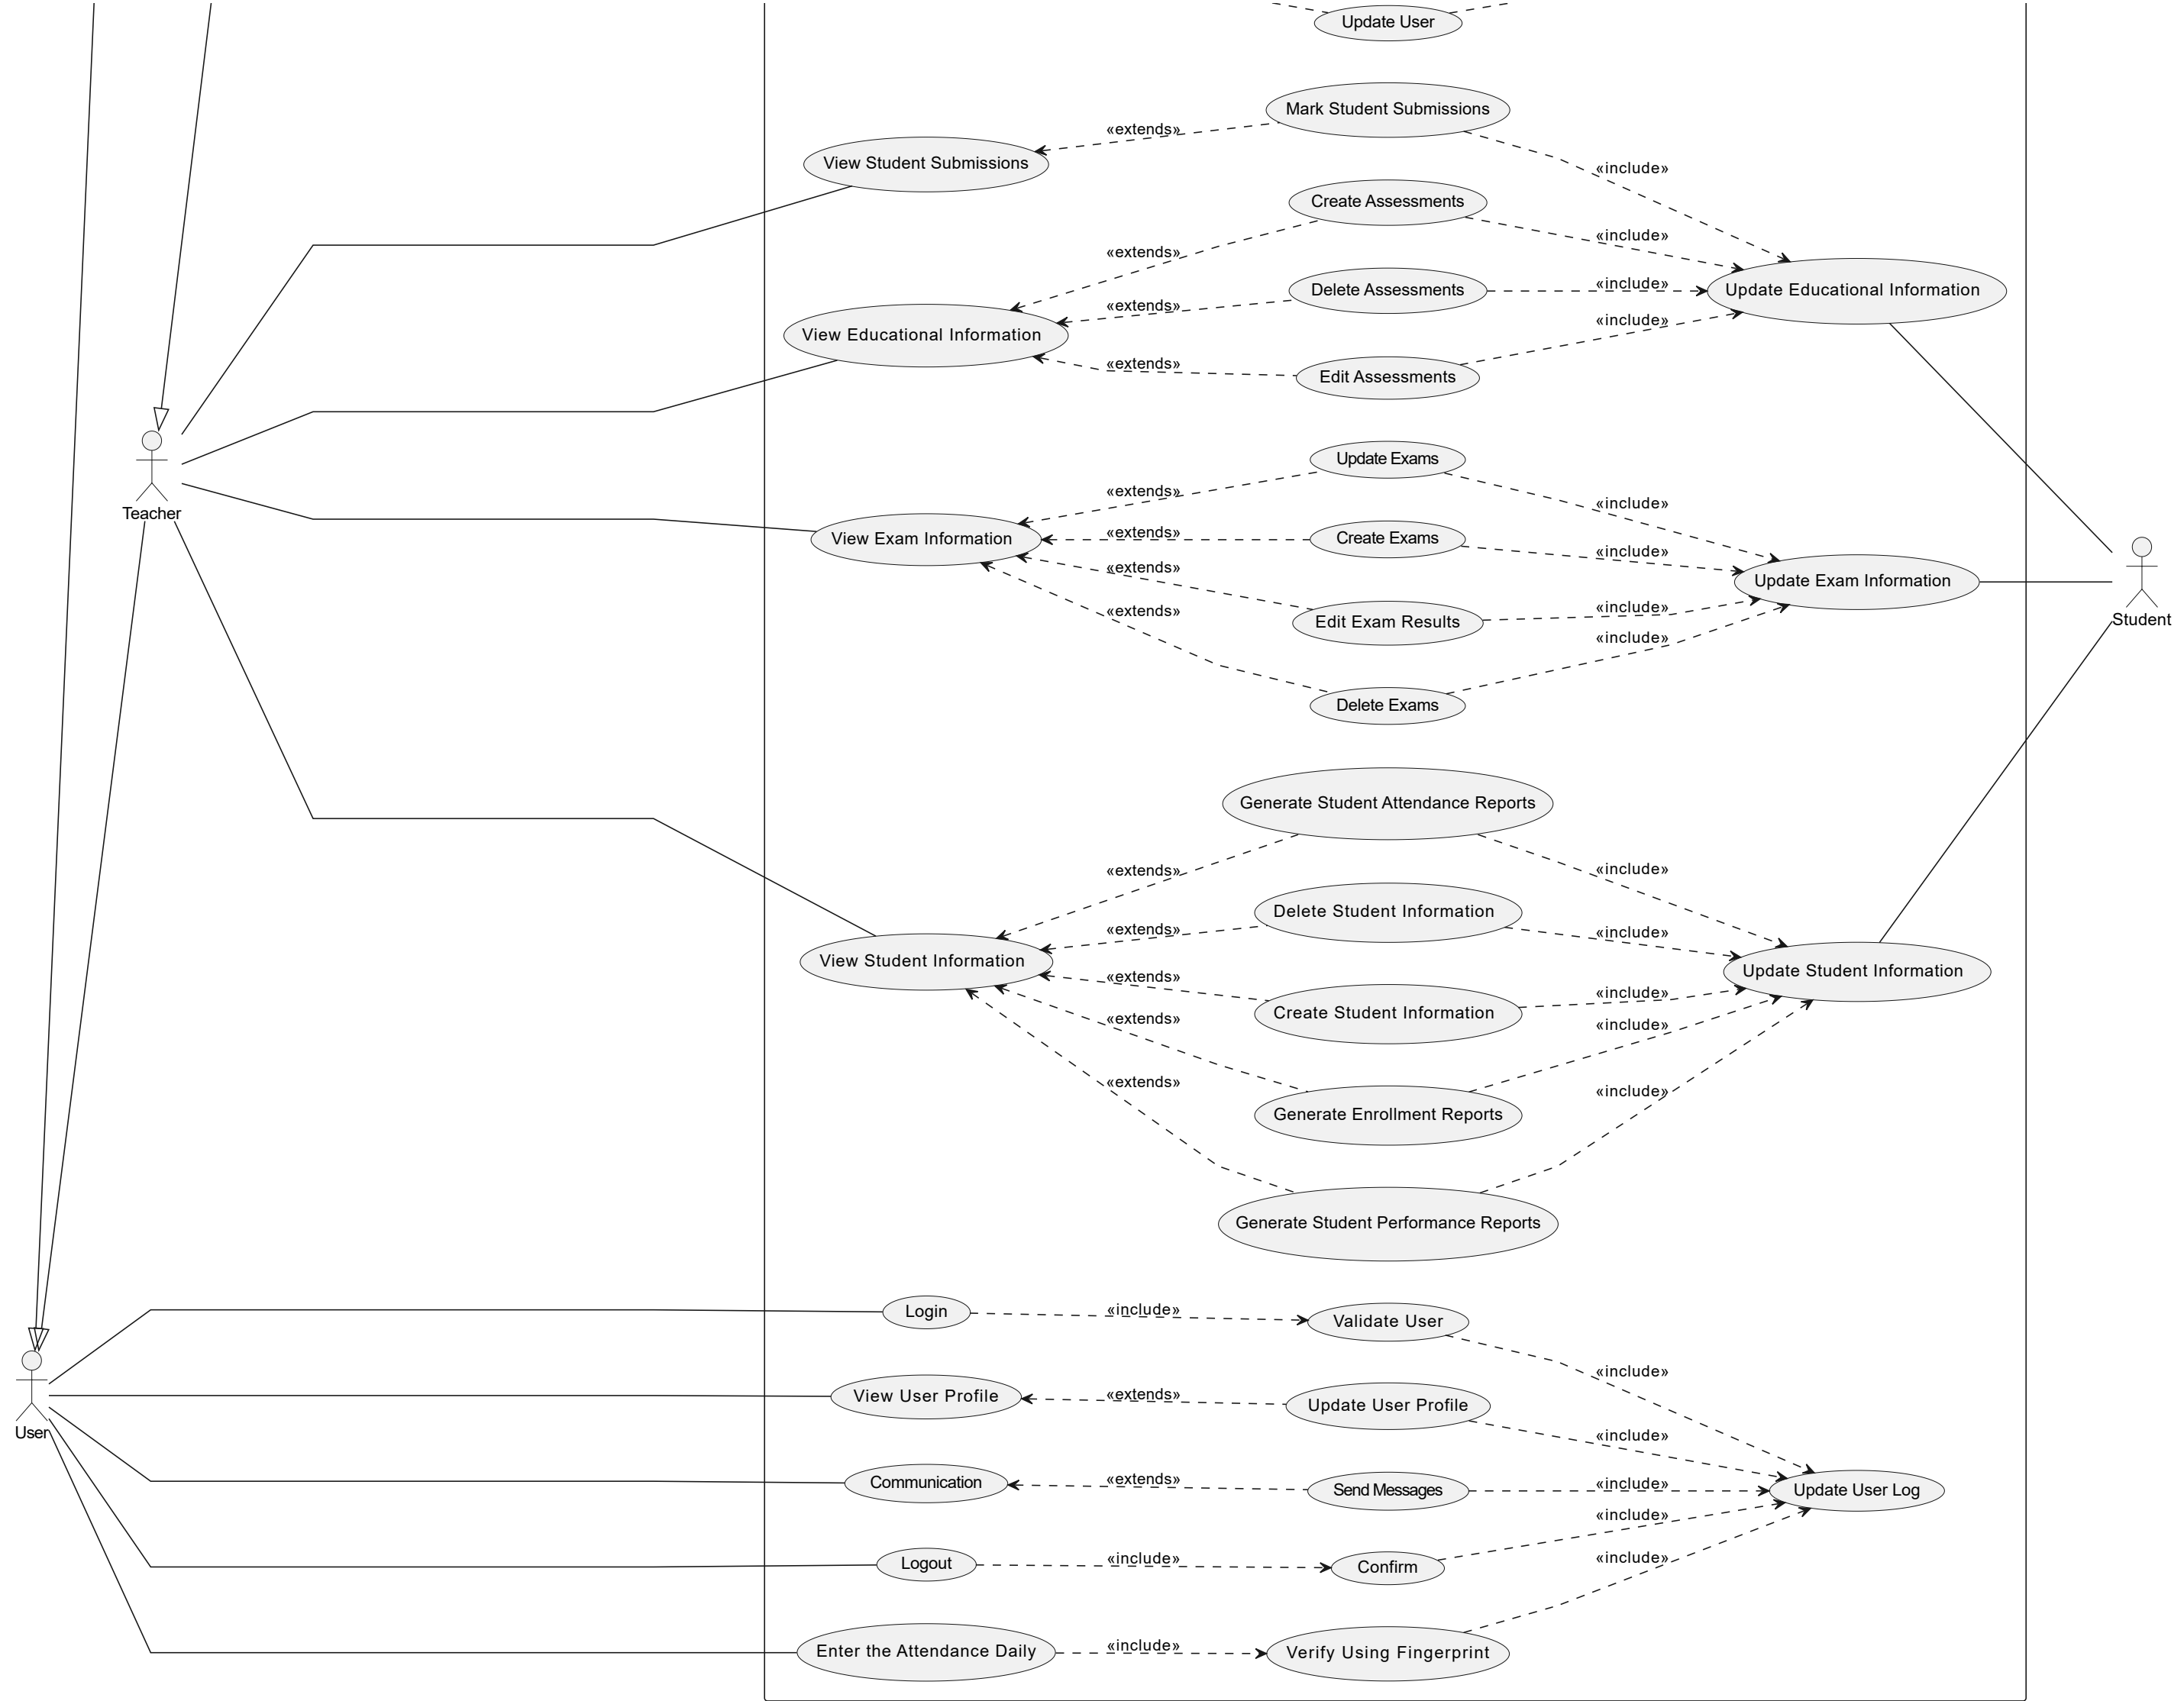 Update User
Mark Student Submissions
«extends»
View Student Submissions
«include»
Create Assessments
«include»
«extends»
Delete Assessments
«include»
Update Educational Information
«extends»
«include»
View Educational Information
«extends»
Edit Assessments
Update Exams
«extends»
«include»
Teacher
View Exam Information
«extends»
Create Exams
«include»
«extends»
Update Exam Information
«extends»
«include»
Edit Exam Results
Student
«include»
Delete Exams
Generate Student Attendance Reports
«extends»
«include»
Delete Student Information
«extends»
«include»
View Student Information
Update Student Information
«extends»
«include»
Create Student Information
«extends»
«include»
«extends»
«include»
Generate Enrollment Reports
Generate Student Performance Reports
Login
«include»
Validate User
«include»
View User Profile
«extends»
Update User Profile
User
«include»
Communication
«extends»
Send Messages
«include»
Update User Log
«include»
Logout
«include»
Confirm
«include»
Enter the Attendance Daily
«include»
Verify Using Fingerprint